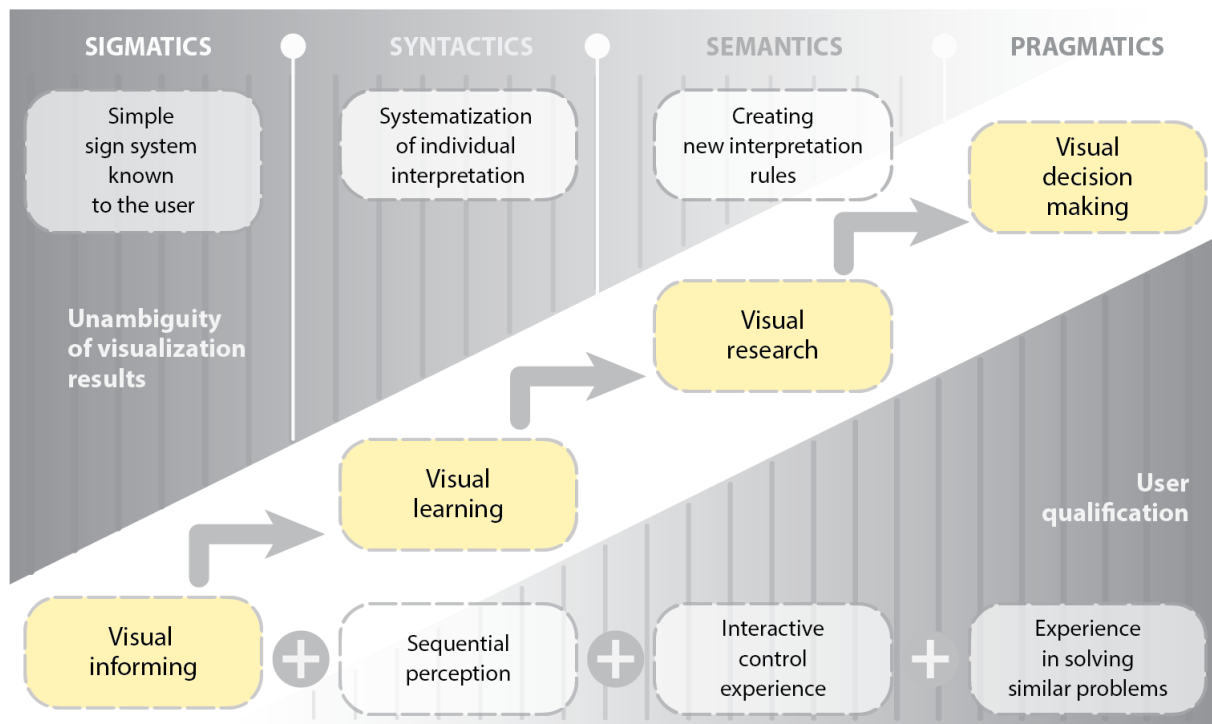 SIGMATICS
SYNTACTICS
SEMANTICS
PRAGMATICS
Simple
sign system
known
to the user
Systematization
of individual
interpretation
Creating
new interpretation
rules
Visual
decision
making
Unambiguity
of visualization
results
Visual
research
Visual
learning
User
qualification
Visual
informing
+
Sequential
perception
+
Interactive
control
experience
+
Experience
in solving
similar problems